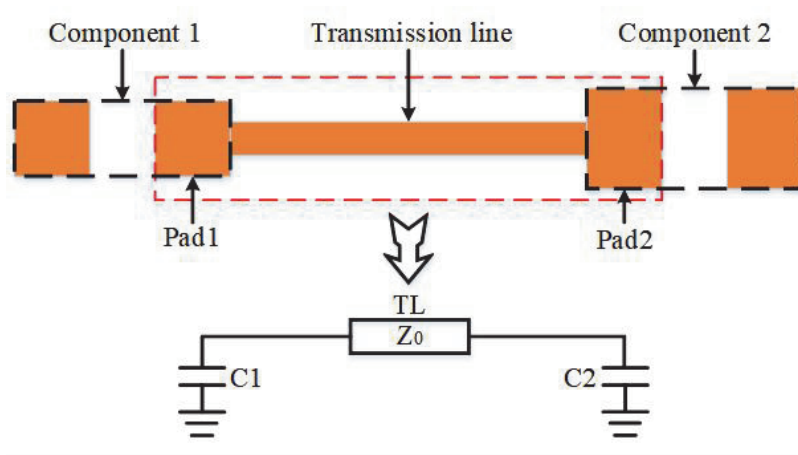 Component 1
Transmission line
Component 2
Pad1
Pad2
TL
Z0
C1
C2